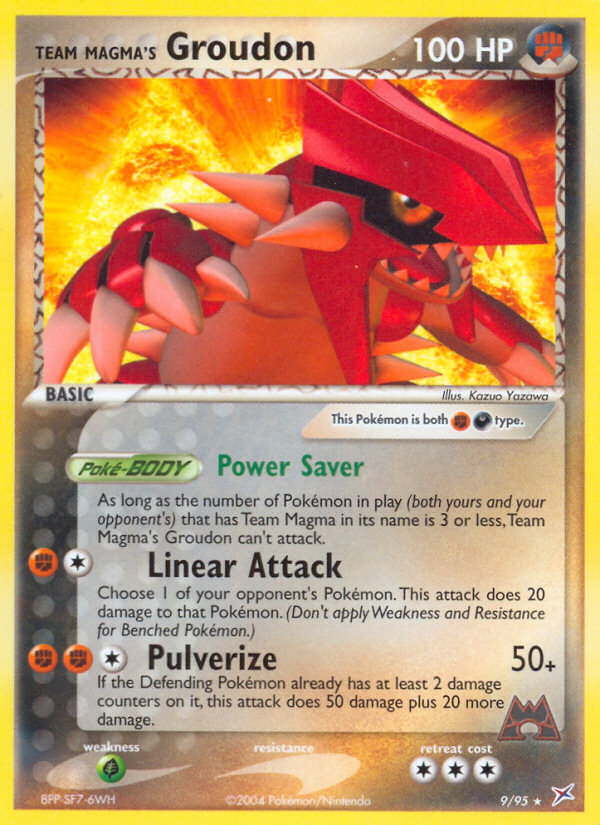 TEAM MAGMA'S Groudon 100 HP
BASIC
Illus. Kazuo Yazawa
This Pokémon is both type.
Poké-BODY Power Saver
As long as the number of Pokémon in play (both yours and your
opponent's) that has Team Magma in its name is 3 or less, Team
Magma's Groudon can't attack.
Linear Attack
Choose 1 of your opponent's Pokémon. This attack does 20
damage to that Pokémon. (Don't apply Weakness and Resistance
for Benched Pokémon.)
Pulverize 50+
If the Defending Pokémon already has at least 2 damage
counters on it, this attack does 50 damage plus 20 more
damage.
weakness resistance retreat cost
8PP-SF7-6WH ©2004 Pokémon/Nintendo 9/95 ★